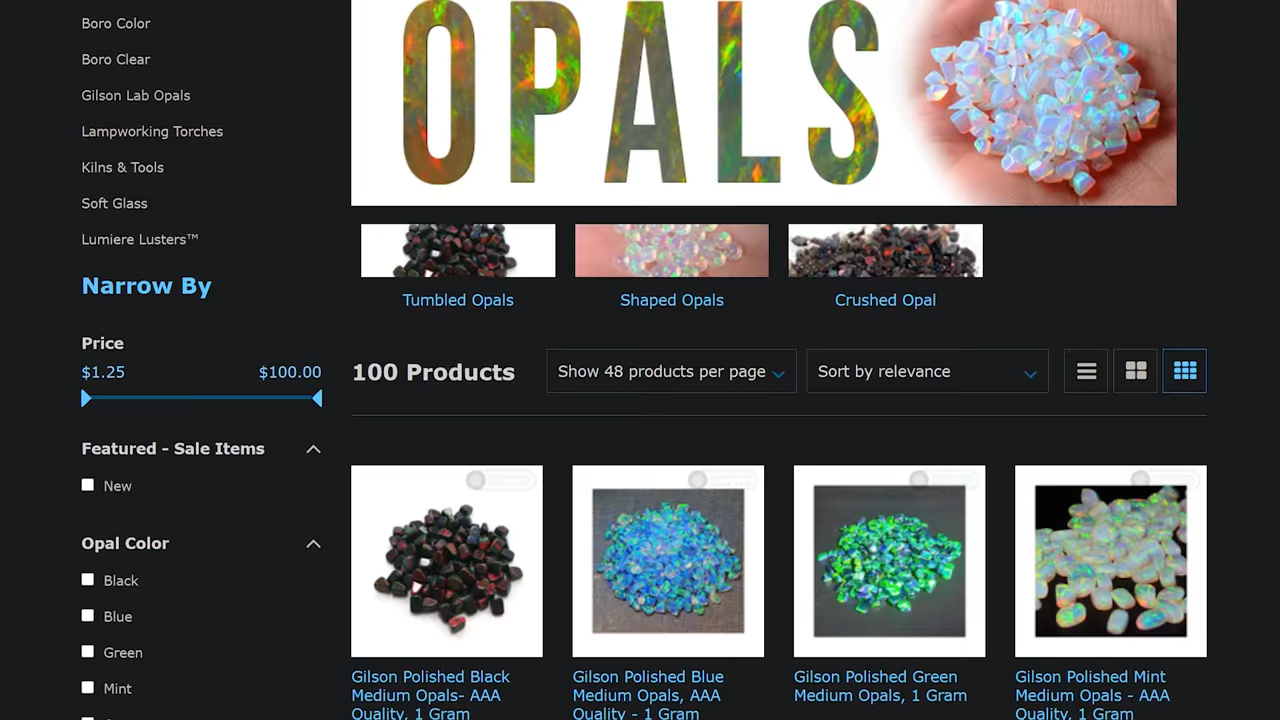 Boro Color
Boro Clear
Gilson Lab Opals
Lampworking Torches
Kilns & Tools
Soft Glass
Lumiere Lusters™
Narrow By
Price
$1.25 $100.00
Featured - Sale Items
New
Opal Color
Black
Blue
Green
Mint
OPALS
Tumbled Opals
Shaped Opals
Crushed Opal
100 Products
Show 48 products per page
Sort by relevance
Gilson Polished Black
Medium Opals- AAA
Quality, 1 Gram
Gilson Polished Blue
Medium Opals, AAA
Quality - 1 Gram
Gilson Polished Green
Medium Opals, 1 Gram
Gilson Polished Mint
Medium Opals - AAA
Quality, 1 Gram